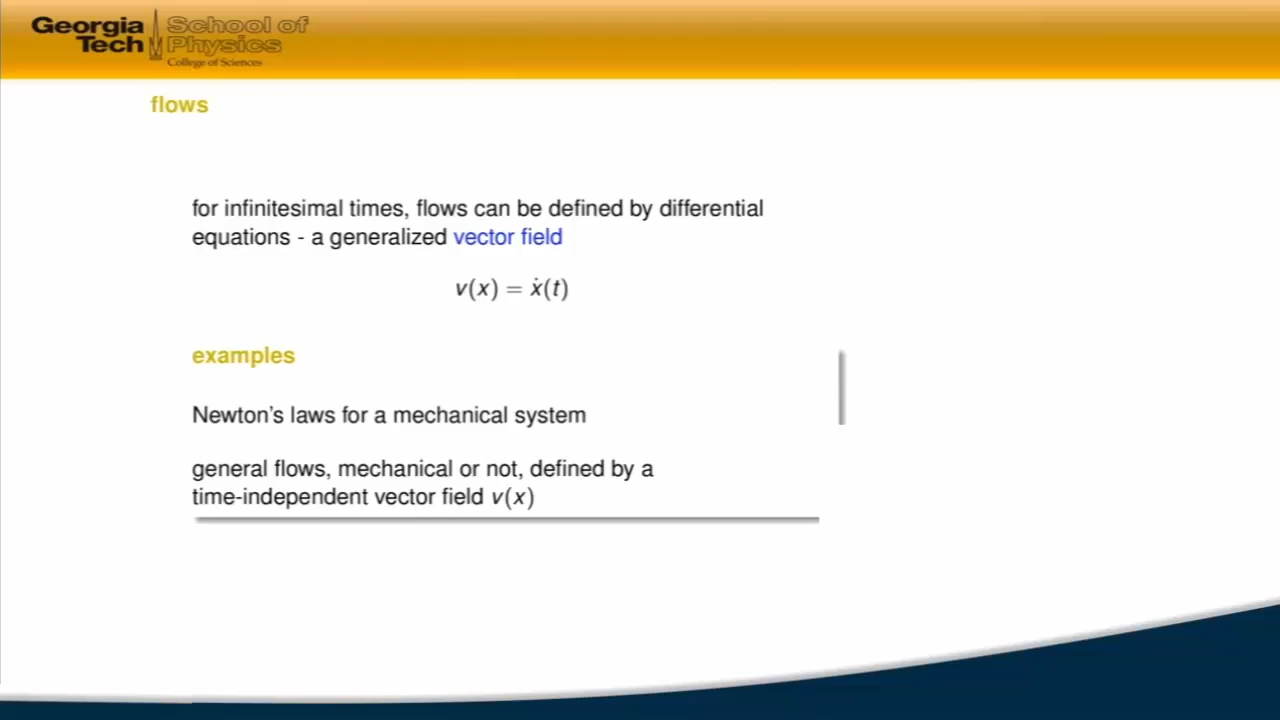 Georgia Tech
School of Physics
College of Sciences
flows
for infinitesimal times, flows can be defined by differential
equations - a generalized vector field
v(x) = ẋ(t)
examples
Newton's laws for a mechanical system
general flows, mechanical or not, defined by a
time-independent vector field v(x)